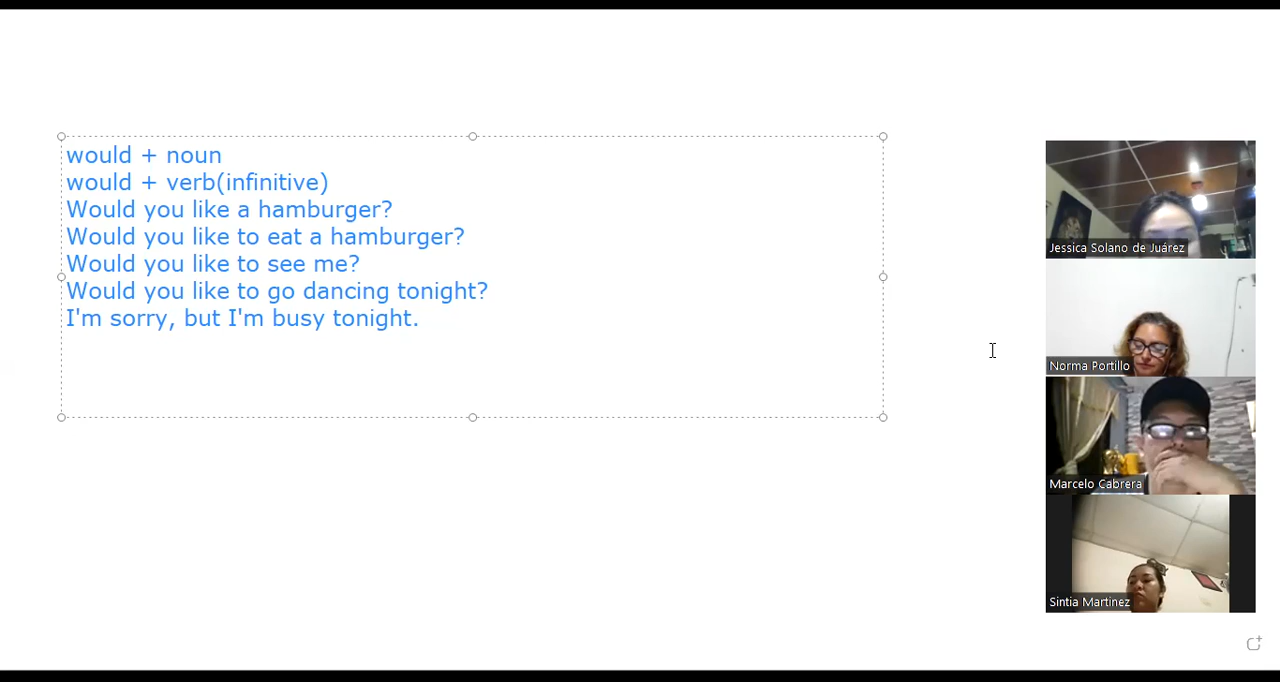 would + noun
would + verb(infinitive)
Would you like a hamburger?
Would you like to eat a hamburger?
Would you like to see me?
Would you like to go dancing tonight?
I'm sorry, but I'm busy tonight.
Jessica Solano de Juárez
Norma Portillo
Marcelo Cabrera
Sintia Martinez